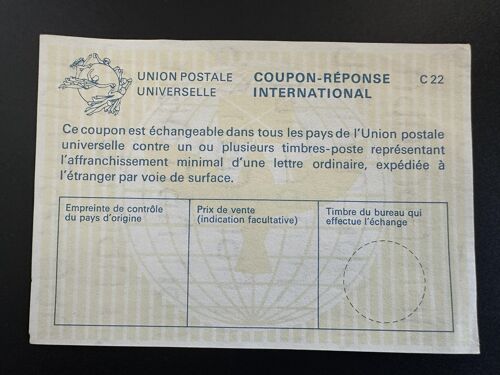 UNION POSTALE
UNIVERSELLE
COUPON-RÉPONSE
INTERNATIONAL
C 22
Ce coupon est échangeable dans tous les pays de l'Union postale
universelle contre un ou plusieurs timbres-poste représentant
l'affranchissement minimal d'une lettre ordinaire, expédiée à
l'étranger par voie de surface.
Empreinte de contrôle
du pays d'origine
Prix de vente
(indication facultative)
Timbre du bureau qui
effectue l'échange